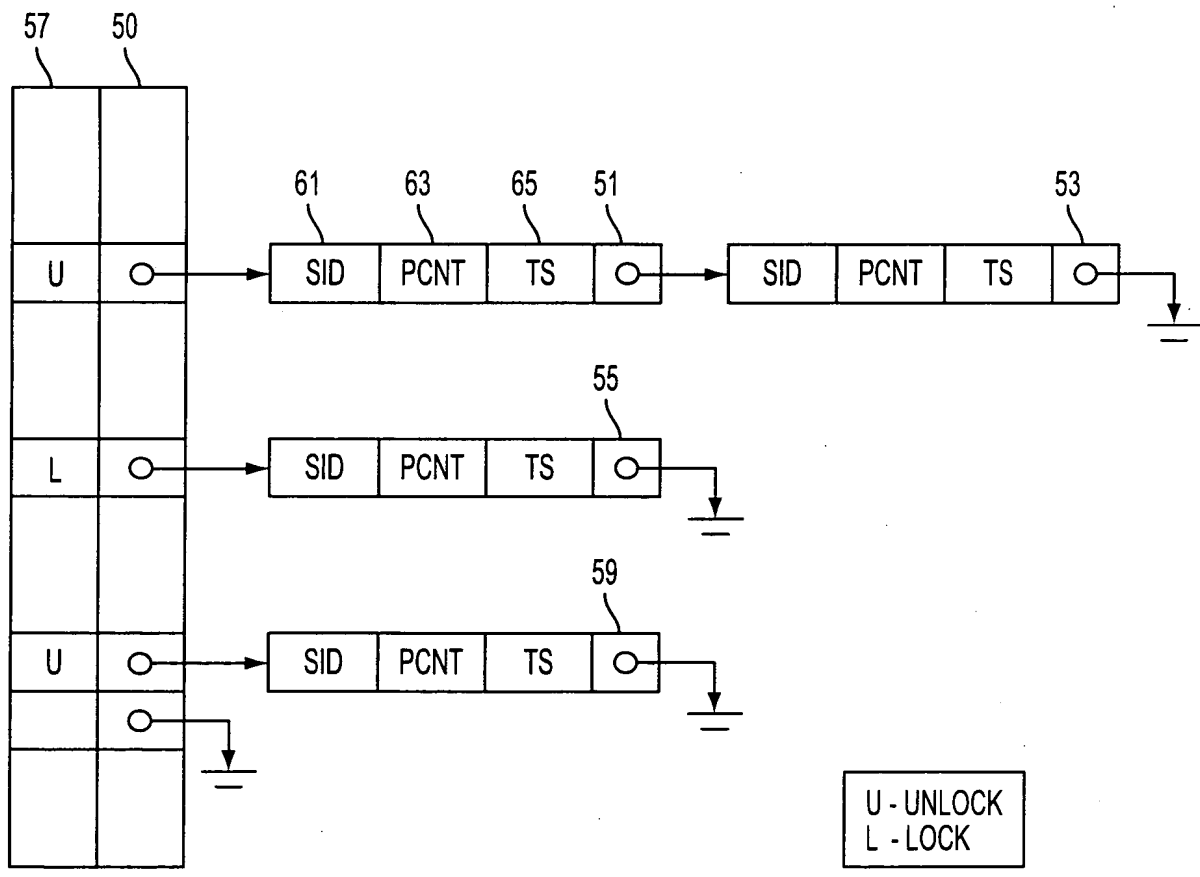 57 50
61 63 65 51 53
U SID PCNT TS SID PCNT TS
55
L SID PCNT TS
59
U SID PCNT TS
U - UNLOCK
L - LOCK